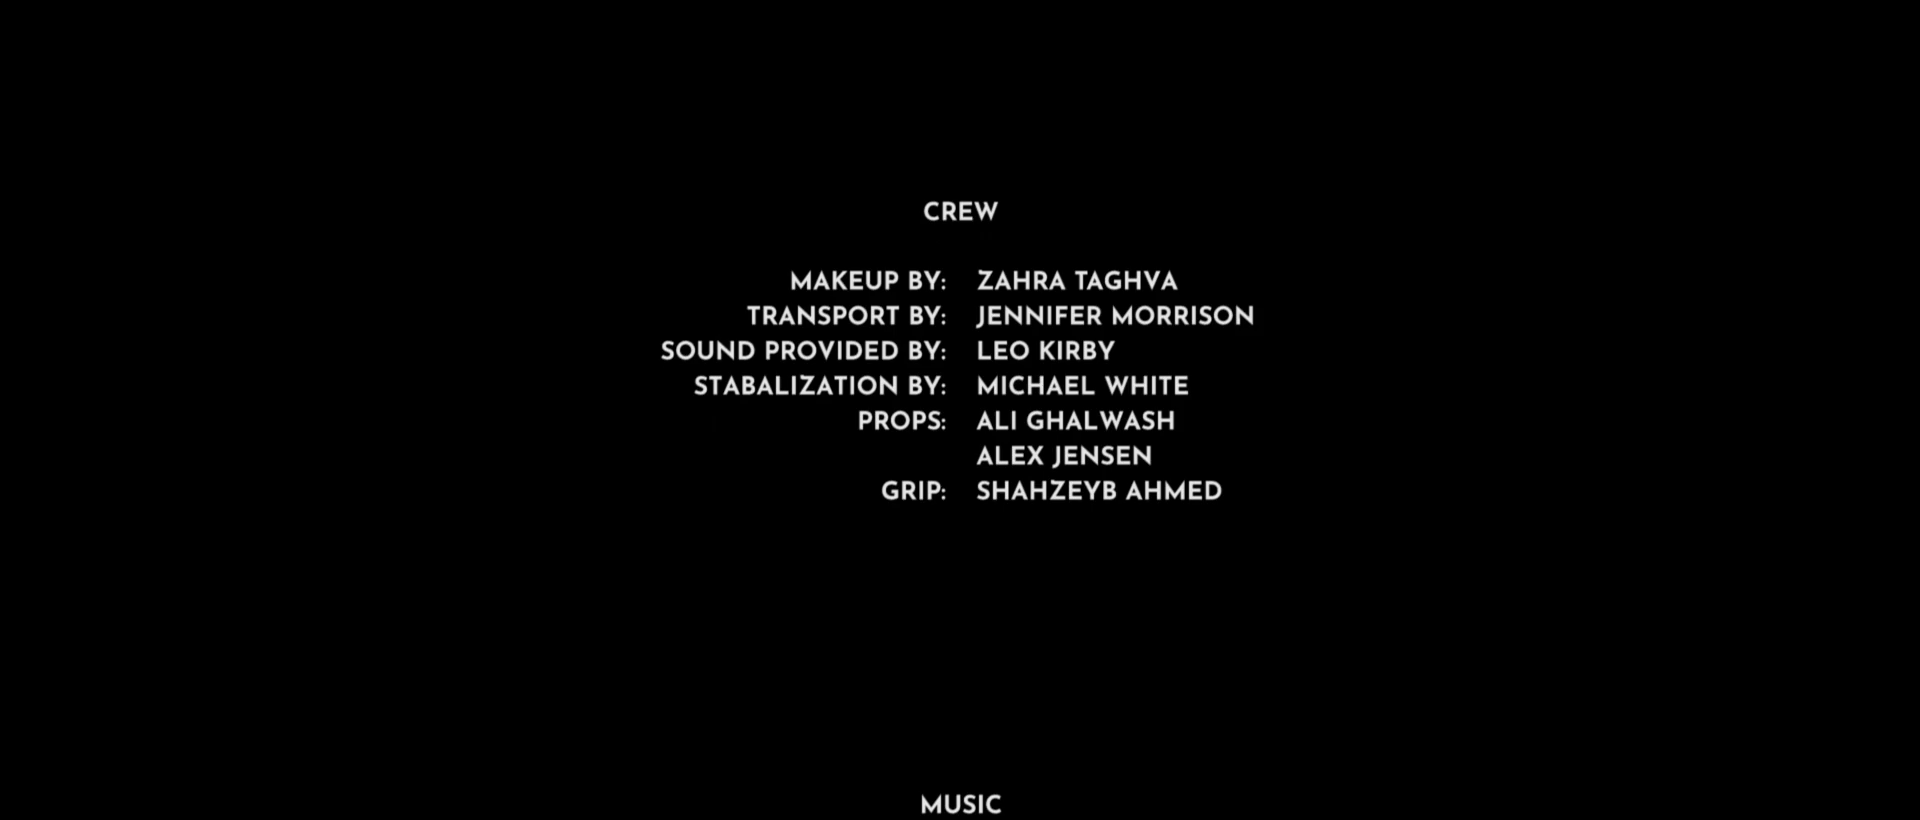 CREW
MAKEUP BY: ZAHRA TAGHVA
TRANSPORT BY: JENNIFER MORRISON
SOUND PROVIDED BY: LEO KIRBY
STABALIZATION BY: MICHAEL WHITE
PROPS: ALI GHALWASH
ALEX JENSEN
GRIP: SHAHZEYB AHMED
MUSIC